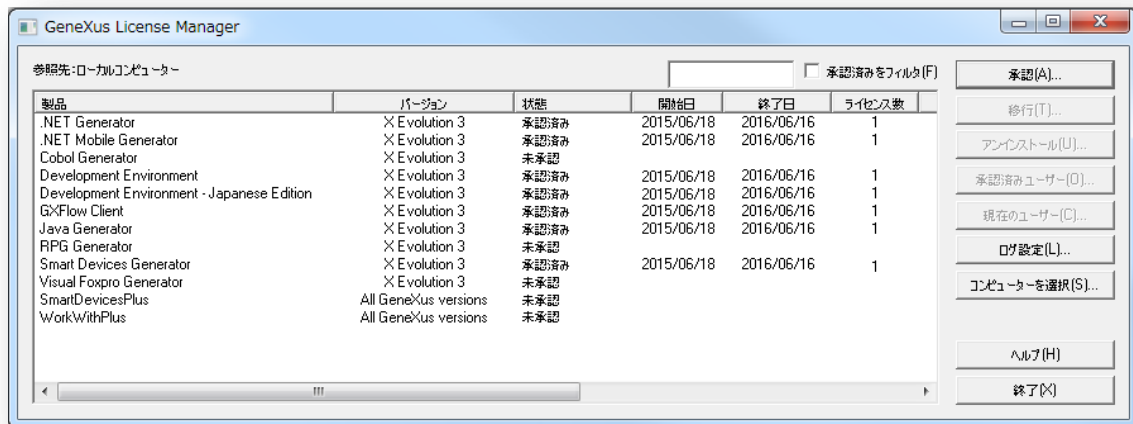 GeneXus License Manager
参照先:ローカルコンピューター
承認済みをフィルタ(F)
製品 バージョン 状態 開始日 終了日 ライセンス数
.NET Generator X Evolution 3 承認済み 2015/06/18 2016/06/16 1
.NET Mobile Generator X Evolution 3 承認済み 2015/06/18 2016/06/16 1
Cobol Generator X Evolution 3 未承認
Development Environment X Evolution 3 承認済み 2015/06/18 2016/06/16 1
Development Environment - Japanese Edition X Evolution 3 承認済み 2015/06/18 2016/06/16 1
GXFlow Client X Evolution 3 承認済み 2015/06/18 2016/06/16 1
Java Generator X Evolution 3 承認済み 2015/06/18 2016/06/16 1
RPG Generator X Evolution 3 未承認
Smart Devices Generator X Evolution 3 承認済み 2015/06/18 2016/06/16 1
Visual Foxpro Generator X Evolution 3 未承認
SmartDevicesPlus All GeneXus versions 未承認
WorkWithPlus All GeneXus versions 未承認
承認(A)...
移行(T)...
アンインストール(U)...
承認済みユーザー(O)...
現在のユーザー(C)...
ログ設定(L)...
コンピューターを選択(S)...
ヘルプ(H)
終了(X)